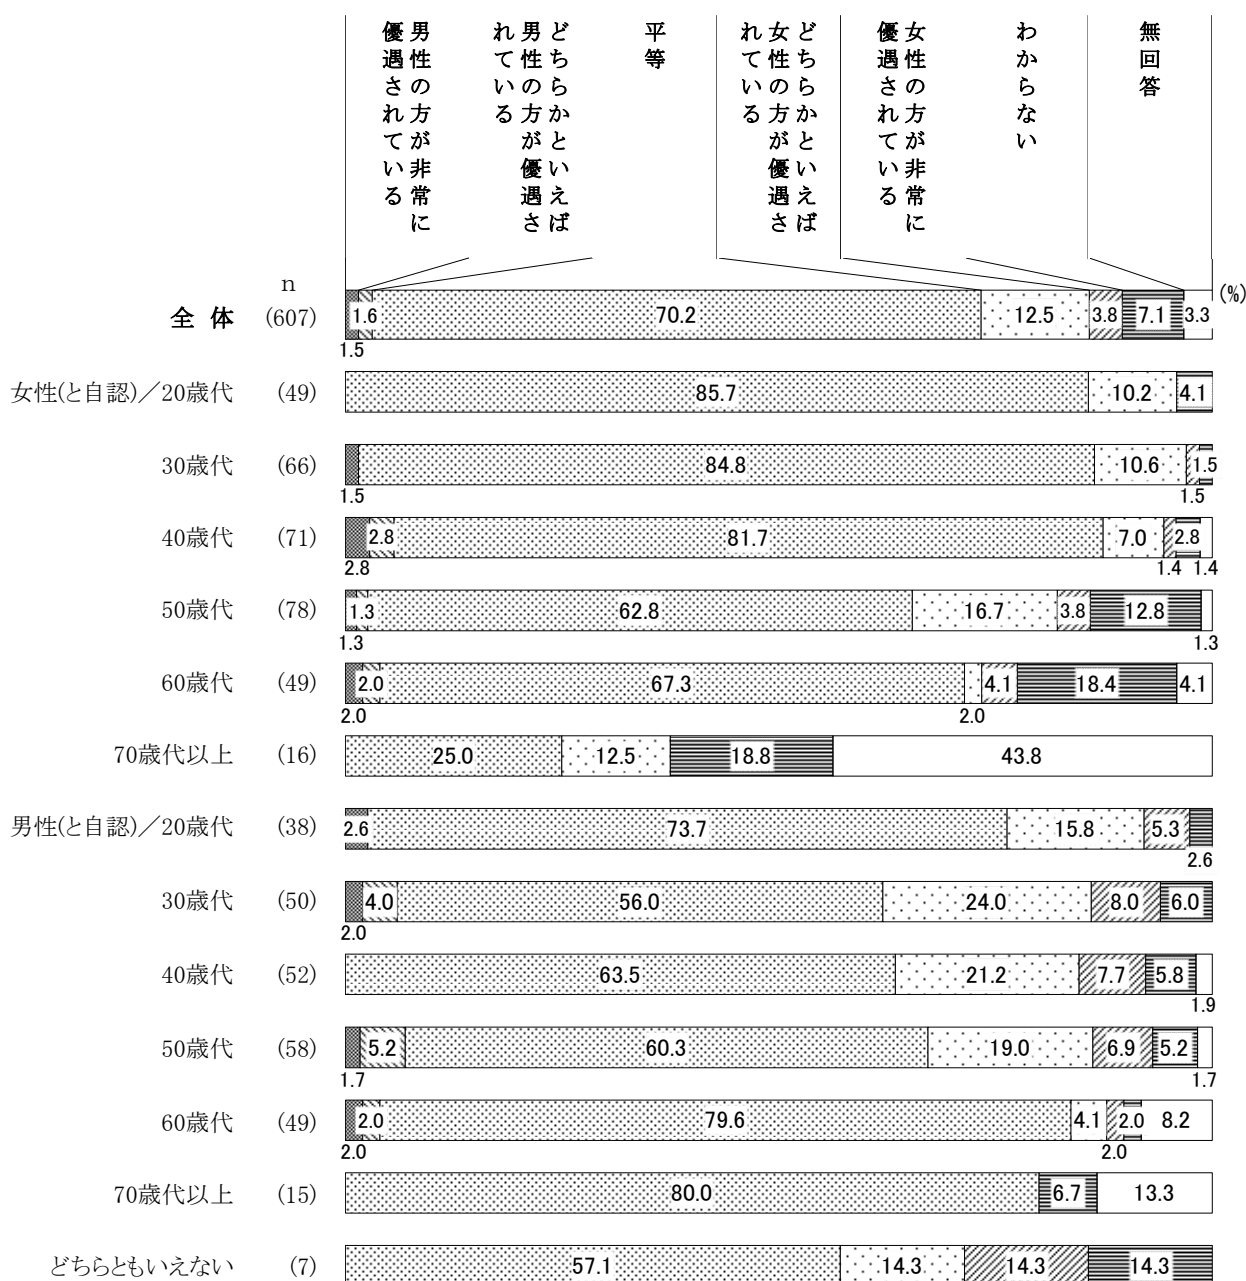 男性の方が非常に
優遇されている
どちらかといえば
男性の方が優遇さ
れている
平等
どちらかといえば
女性の方が優遇さ
れている
女性の方が非常に
優遇されている
わからない
無回答
n
(%)
全 体 (607) 1.6 70.2 12.5 3.8 7.1 3.3
1.5
女性(と自認)／20歳代 (49) 85.7 10.2 4.1
30歳代 (66) 84.8 10.6 1.5
1.5 1.5
40歳代 (71) 2.8 81.7 7.0 2.8
2.8 1.4 1.4
50歳代 (78) 1.3 62.8 16.7 3.8 12.8
1.3 1.3
60歳代 (49) 2.0 67.3 4.1 18.4 4.1
2.0 2.0
70歳代以上 (16) 25.0 12.5 18.8 43.8
男性(と自認)／20歳代 (38) 2.6 73.7 15.8 5.3
2.6
30歳代 (50) 4.0 56.0 24.0 8.0 6.0
2.0
40歳代 (52) 63.5 21.2 7.7 5.8
1.9
50歳代 (58) 5.2 60.3 19.0 6.9 5.2
1.7 1.7
60歳代 (49) 2.0 79.6 4.1 2.0 8.2
2.0 2.0
70歳代以上 (15) 80.0 6.7 13.3
どちらともいえない (7) 57.1 14.3 14.3 14.3